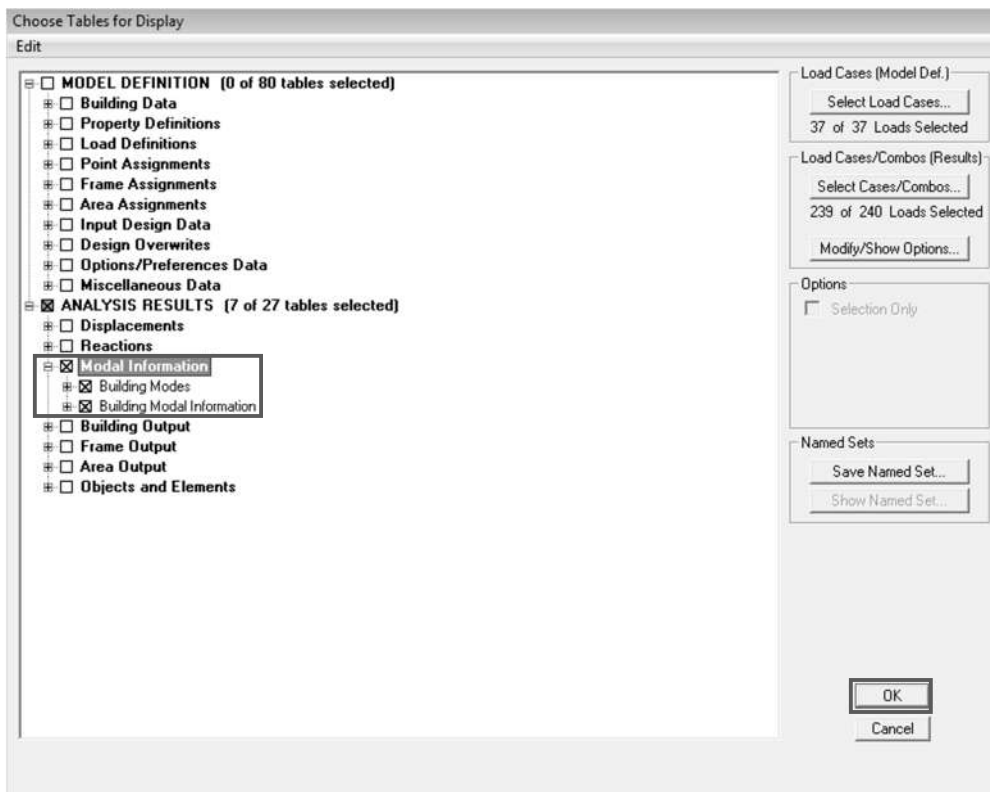 Choose Tables for Display
Edit
MODEL DEFINITION (0 of 80 tables selected)
Building Data
Property Definitions
Load Definitions
Point Assignments
Frame Assignments
Area Assignments
Input Design Data
Design Overwrites
Options/Preferences Data
Miscellaneous Data
ANALYSIS RESULTS (7 of 27 tables selected)
Displacements
Reactions
Modal Information
Building Modes
Building Modal Information
Building Output
Frame Output
Area Output
Objects and Elements
Load Cases (Model Def.)
Select Load Cases...
37 of 37 Loads Selected
Load Cases/Combos (Results)
Select Cases/Combos...
239 of 240 Loads Selected
Modify/Show Options...
Options
Selection Only
Named Sets
Save Named Set...
Show Named Set...
OK
Cancel